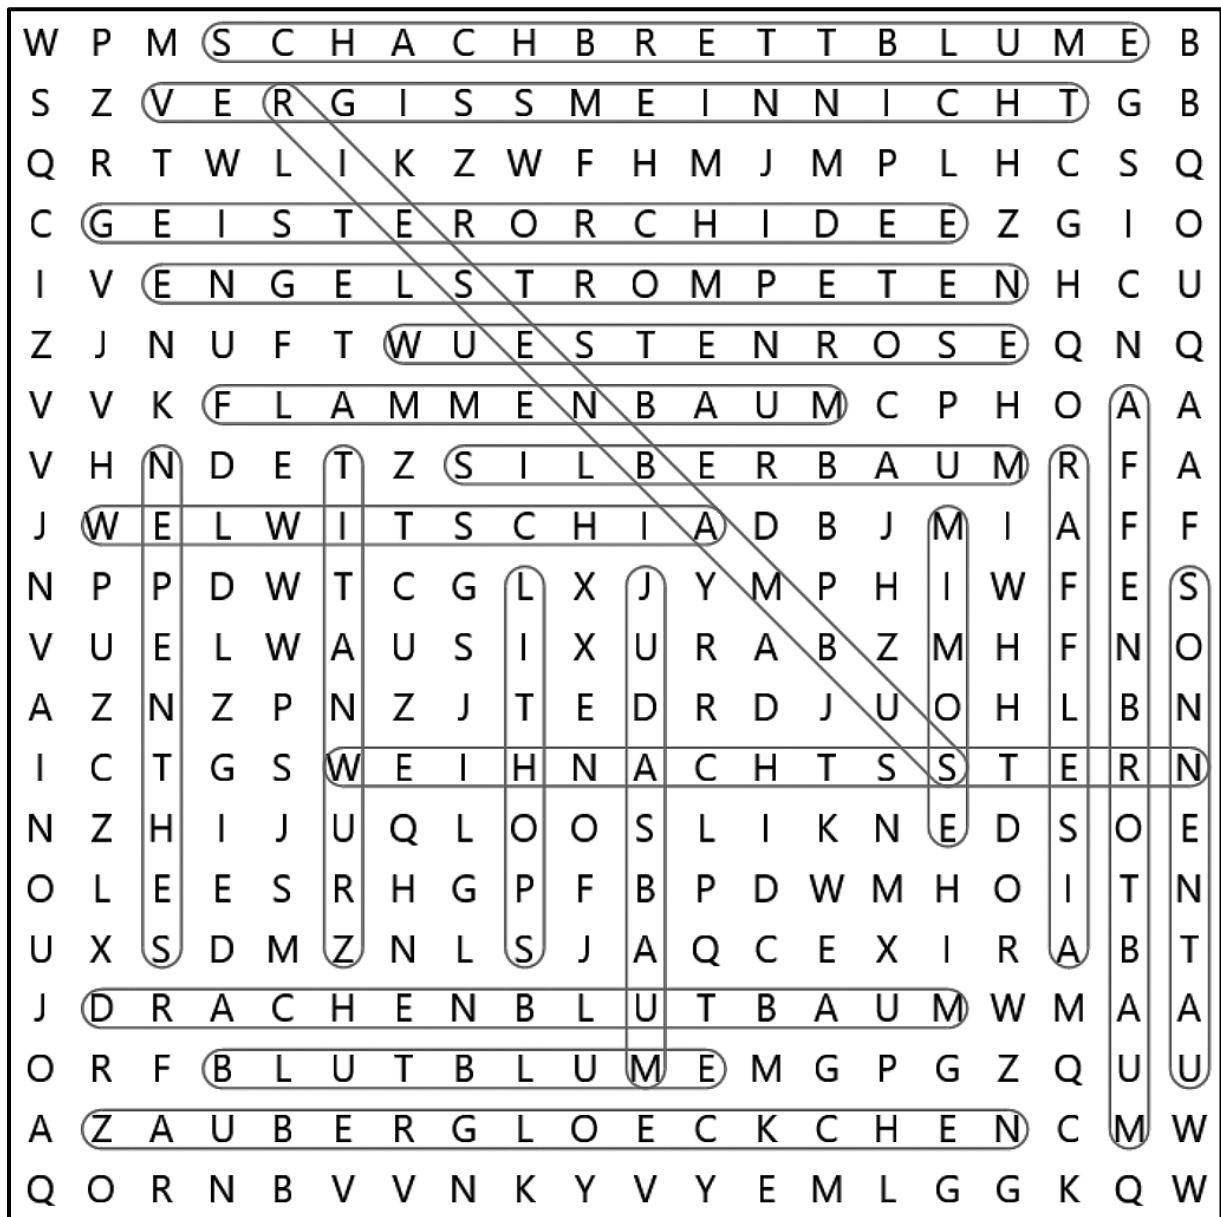 W P M S C H A C H B R E T T B L U M E B
S Z V E R G I S S M E I N N I C H T G B
Q R T W L I K Z W F H M J M P L H C S Q
C G E I S T E R O R C H I D E E Z G I O
I V E N G E L S T R O M P E T E N H C U
Z J N U F T W U E S T E N R O S E Q N Q
V V K F L A M M E N B A U M C P H O A A
V H N D E T Z S I L B E R B A U M R F A
J W E L W I T S C H I A D B J M I A F F
N P P D W T C G L X J Y M P H I W F E S
V U E L W A U S I X U R A B Z M H F N O
A Z N Z P N Z J T E D R D J U O H L B N
I C T G S W E I H N A C H T S S T E R N
N Z H I J U Q L O O S L I K N E D S O E
O L E E S R H G P F B P D W M H O I T N
U X S D M Z N L S J A Q C E X I R A B T
J D R A C H E N B L U T B A U M W M A A
O R F B L U T B L U M E M G P G Z Q U U
A Z A U B E R G L O E C K C H E N C M W
Q O R N B V V N K Y V Y E M L G G K Q W